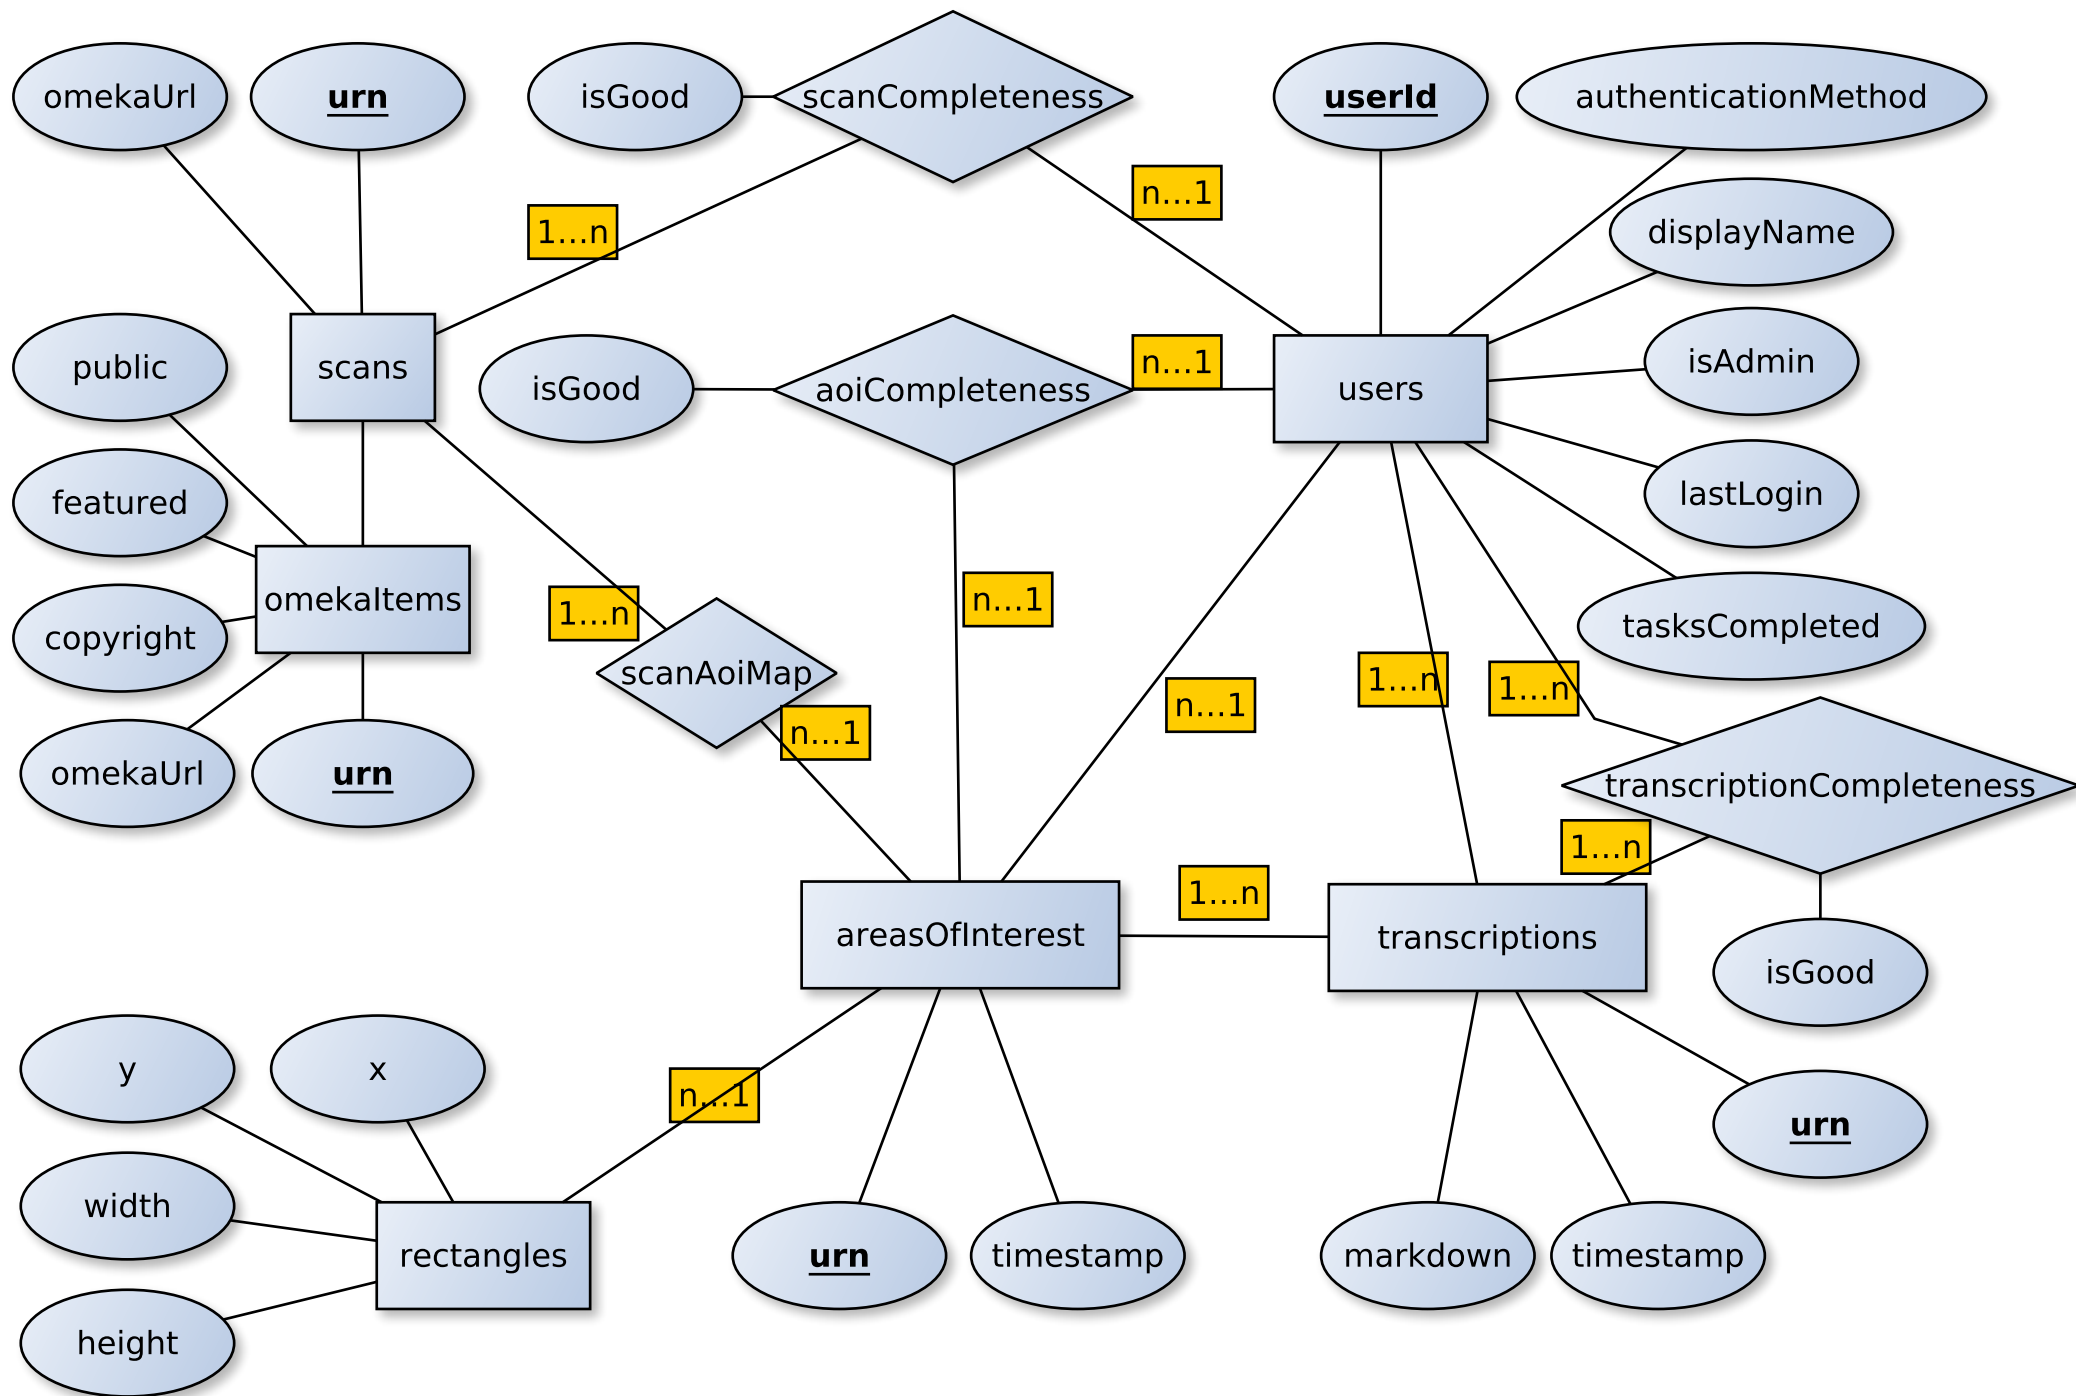 omekaUrl
urn
isGood
scanCompleteness
userId
authenticationMethod
n...1
1...n
displayName
public
scans
isGood
aoiCompleteness
n...1
users
isAdmin
featured
lastLogin
omekaItems
1...n
n...1
copyright
tasksCompleted
scanAoiMap
1...n
1...n
n...1
n...1
omekaUrl
urn
transcriptionCompleteness
1...n
1...n
areasOfInterest
transcriptions
isGood
y
x
n...1
urn
width
rectangles
urn
timestamp
markdown
timestamp
height